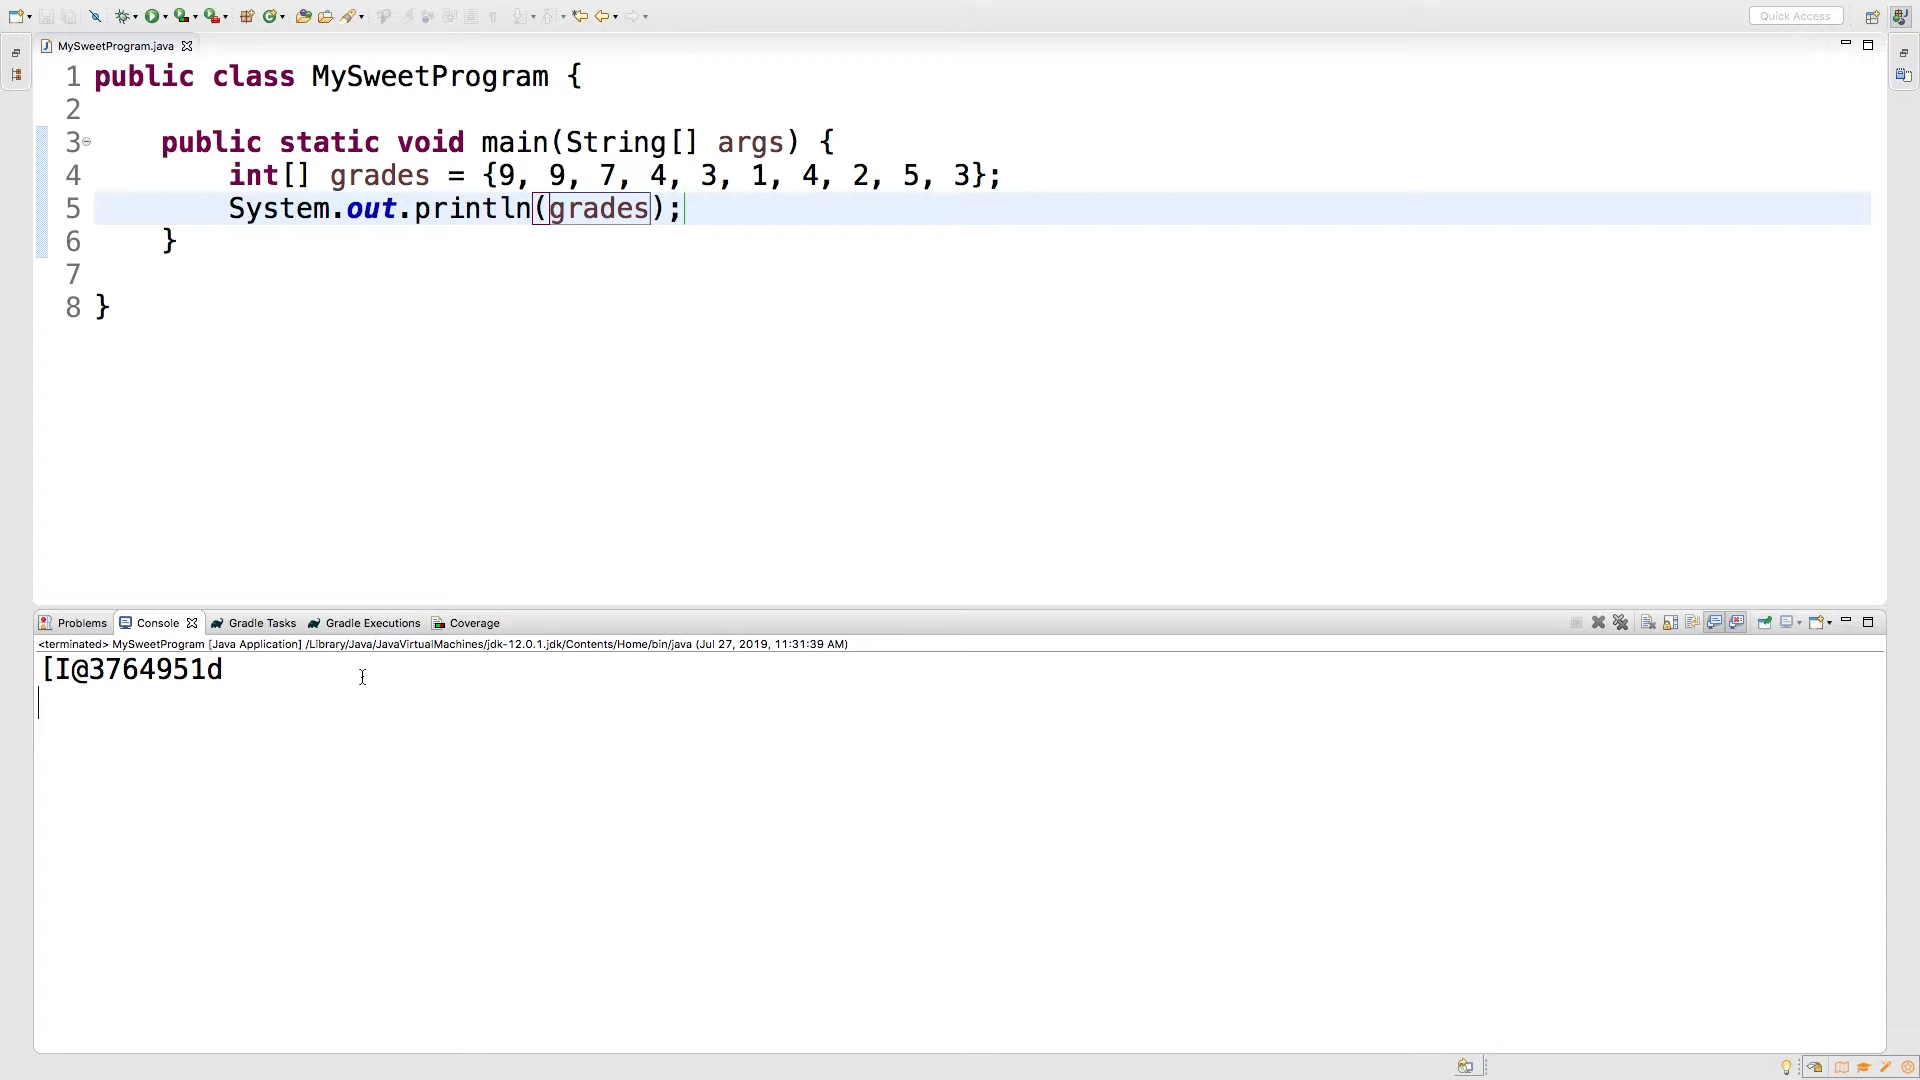 Quick Access
MySweetProgram.java
1 public class MySweetProgram {
2
3     public static void main(String[] args) {
4         int[] grades = {9, 9, 7, 4, 3, 1, 4, 2, 5, 3};
5         System.out.println(grades);
6     }
7
8 }
Problems Console Gradle Tasks Gradle Executions Coverage
<terminated> MySweetProgram [Java Application] /Library/Java/JavaVirtualMachines/jdk-12.0.1.jdk/Contents/Home/bin/java (Jul 27, 2019, 11:31:39 AM)
[I@3764951d